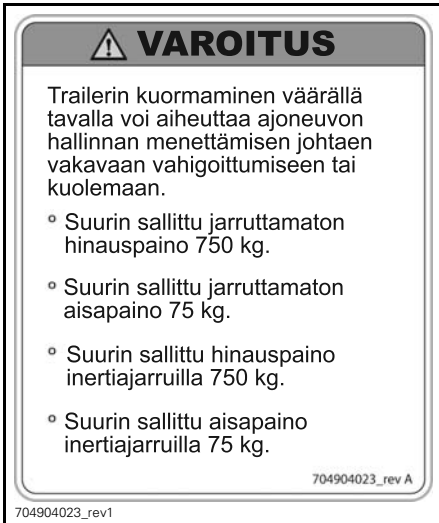 VAROITUS
Trailerin kuormaminen väärällä
tavalla voi aiheuttaa ajoneuvon
hallinnan menettämisen johtaen
vakavaan vahigoittumiseen tai
kuolemaan.
° Suurin sallittu jarruttamaton
hinauspaino 750 kg.
° Suurin sallittu jarruttamaton
aisapaino 75 kg.
° Suurin sallittu hinauspaino
inertiajarruilla 750 kg.
° Suurin sallittu aisapaino
inertiajarruilla 75 kg.
704904023_rev A
704904023_rev1